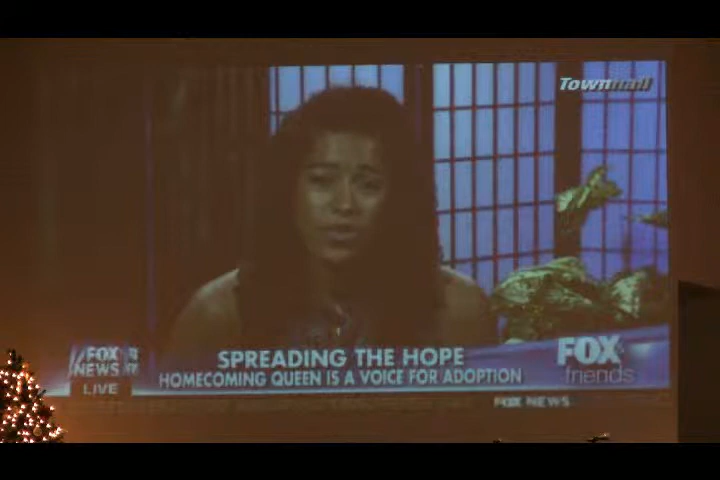 Townhall
FOX
NEWS
LIVE
SPREADING THE HOPE
HOMECOMING QUEEN IS A VOICE FOR ADOPTION
FOX
friends
FOX NEWS